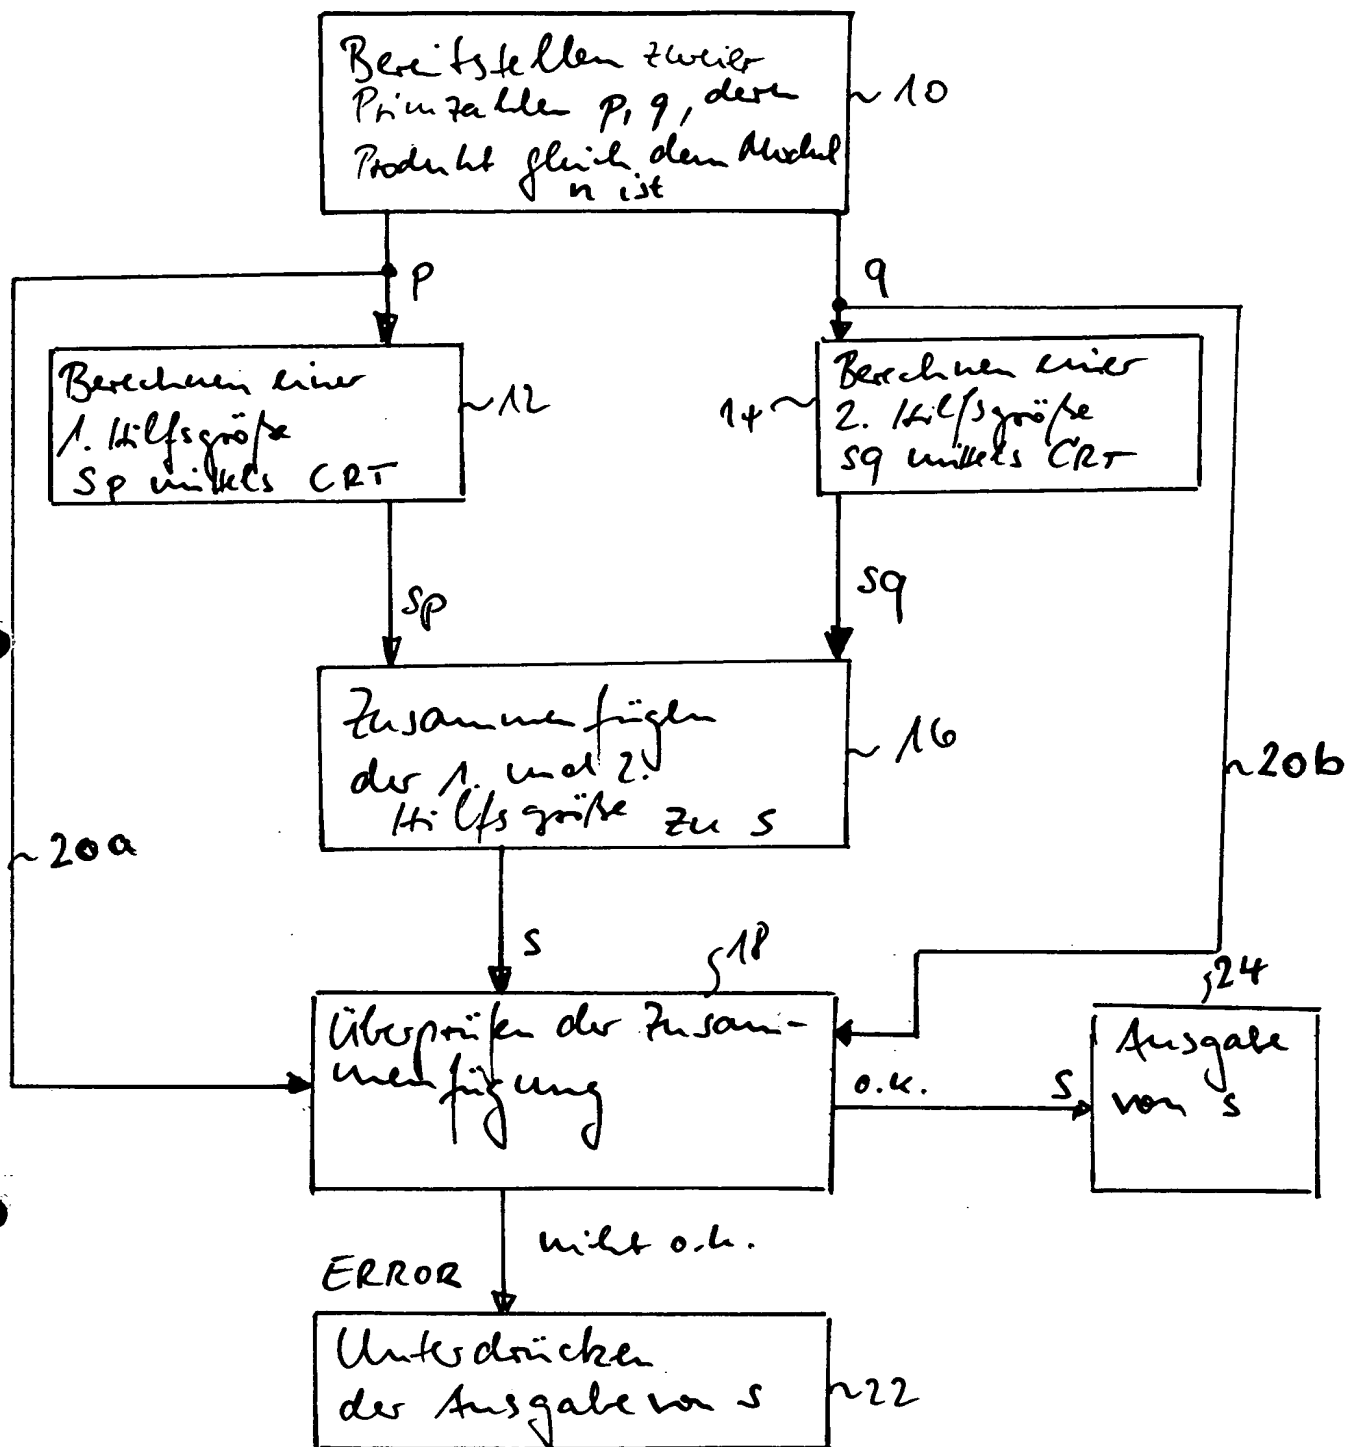 Bereitstellen zweier
Primzahlen p, q, deren
Produkt gleich dem Modul
n ist
10
p
q
Berechnen einer
1. Hilfsgröße
sp mittels CRT
12
14
Berechnen einer
2. Hilfsgröße
sq mittels CRT
sp
sq
Zusammenfügen
der 1. und 2.
Hilfsgröße zu s
16
20a
20b
s
18
Überprüfen der Zusam-
menfügung
o.k.
s
24
Ausgabe
von s
nicht o.k.
ERROR
Unterdrücken
der Ausgabe von s
22